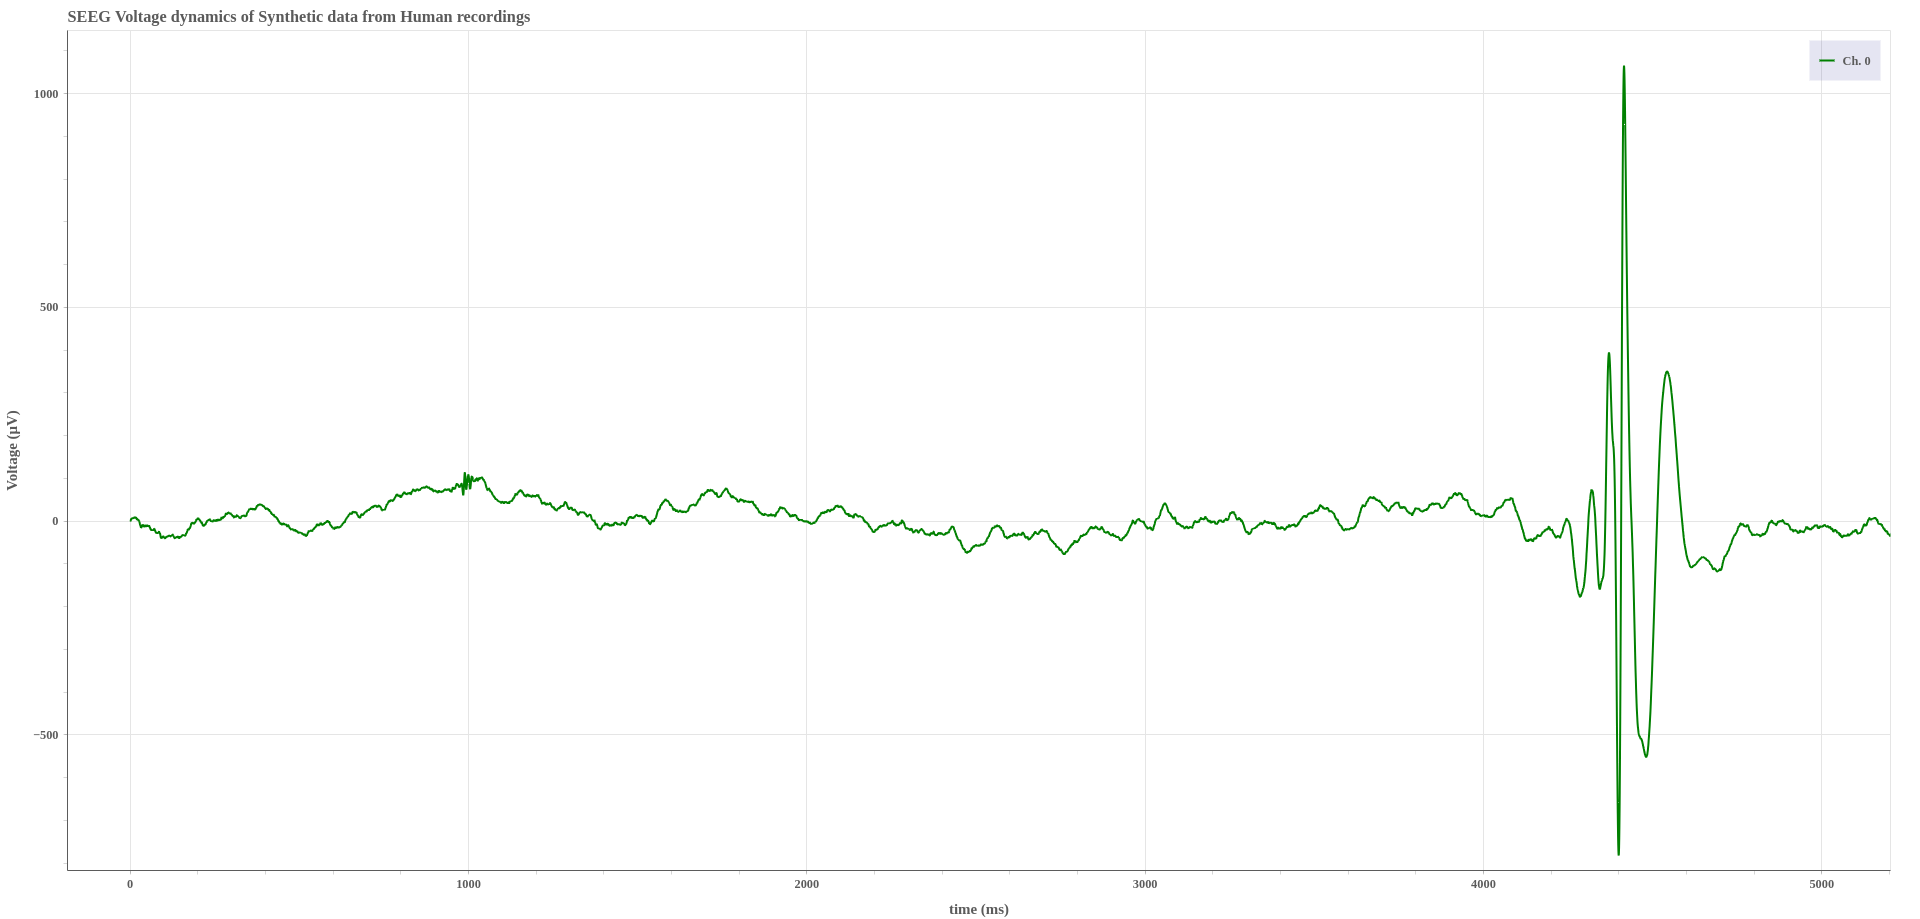 SEEG Voltage dynamics of Synthetic data from Human recordings
Ch. 0
1000
500
0
−500
Voltage (µV)
0 1000 2000 3000 4000 5000
time (ms)